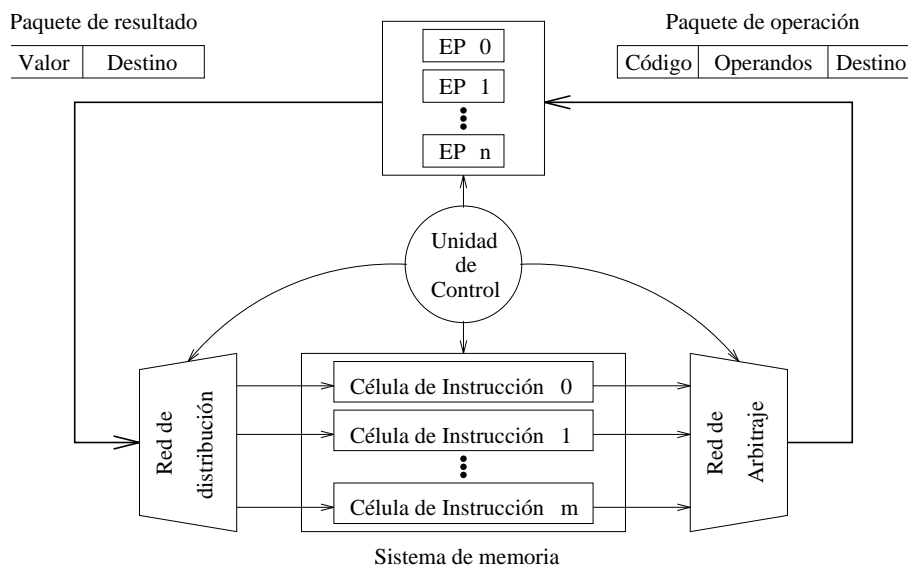 Paquete de resultado
Valor Destino
EP 0
EP 1
EP n
Paquete de operación
Código Operandos Destino
Unidad
de
Control
Red de
distribución
Célula de Instrucción 0
Célula de Instrucción 1
Célula de Instrucción m
Red de
Arbitraje
Sistema de memoria